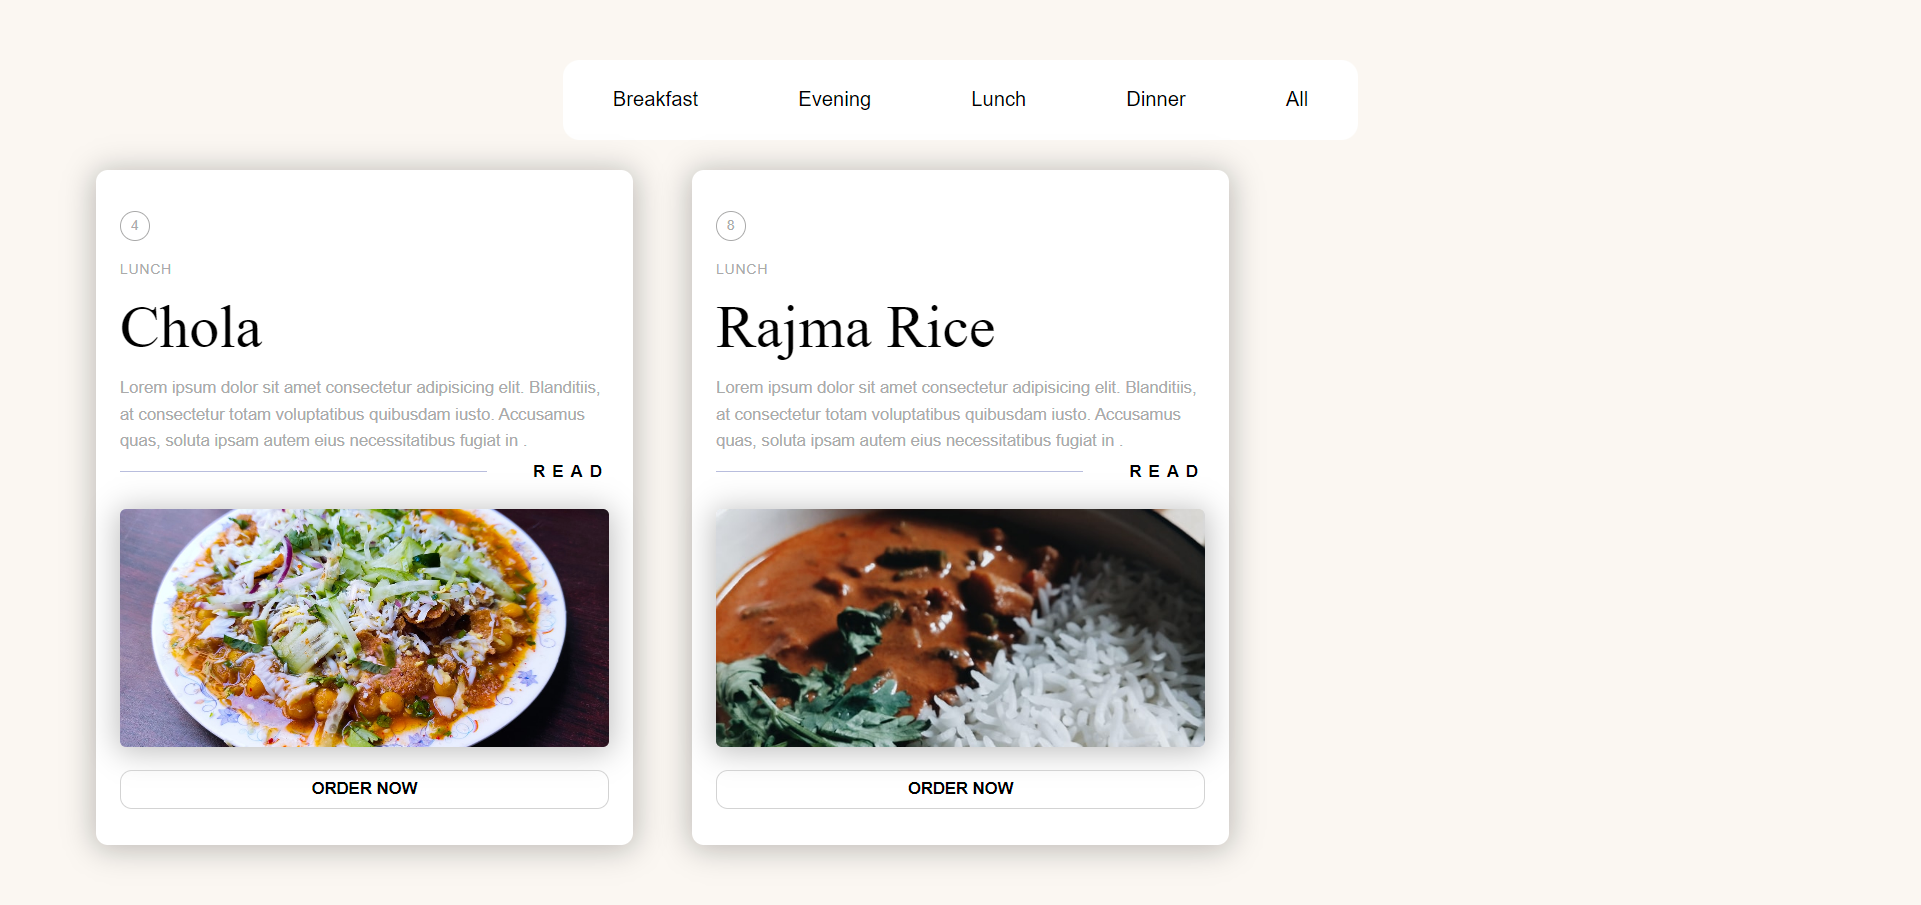 Breakfast Evening Lunch Dinner All
4
LUNCH
Chola
Lorem ipsum dolor sit amet consectetur adipisicing elit. Blanditiis,
at consectetur totam voluptatibus quibusdam iusto. Accusamus
quas, soluta ipsam autem eius necessitatibus fugiat in .
READ
ORDER NOW
8
LUNCH
Rajma Rice
Lorem ipsum dolor sit amet consectetur adipisicing elit. Blanditiis,
at consectetur totam voluptatibus quibusdam iusto. Accusamus
quas, soluta ipsam autem eius necessitatibus fugiat in .
READ
ORDER NOW